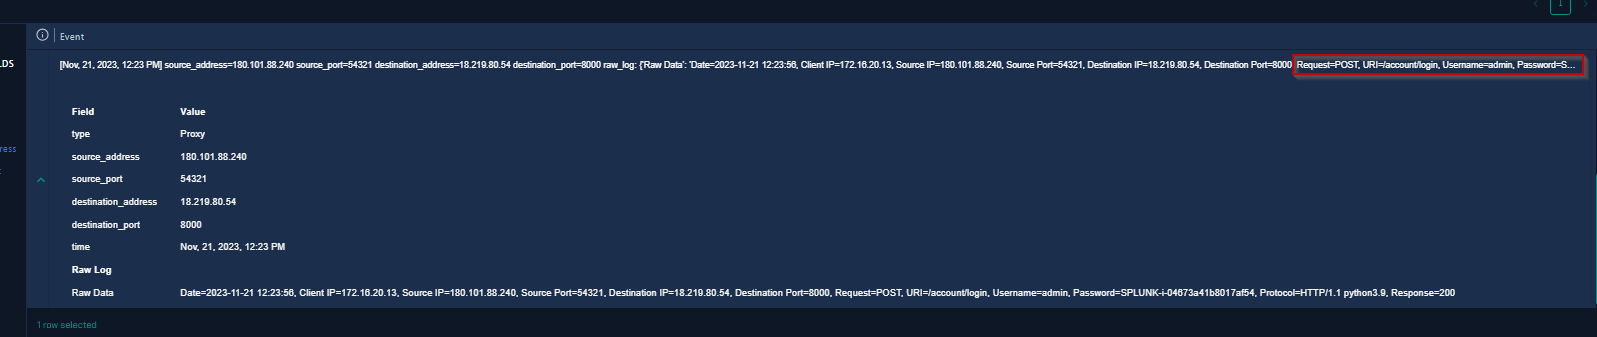 1
Event
LDS
[Nov, 21, 2023, 12:23 PM] source_address=180.101.88.240 source_port=54321 destination_address=18.219.80.54 destination_port=8000 raw_log: {'Raw Data': 'Date=2023-11-21 12:23:56, Client IP=172.16.20.13, Source IP=180.101.88.240, Source Port=54321, Destination IP=18.219.80.54, Destination Port=8000, Request=POST, URI=/account/login, Username=admin, Password=S...
Field Value
type Proxy
ress
source_address 180.101.88.240
source_port 54321
destination_address 18.219.80.54
destination_port 8000
time Nov, 21, 2023, 12:23 PM
Raw Log
Raw Data Date=2023-11-21 12:23:56, Client IP=172.16.20.13, Source IP=180.101.88.240, Source Port=54321, Destination IP=18.219.80.54, Destination Port=8000, Request=POST, URI=/account/login, Username=admin, Password=SPLUNK-i-04673a41b8017af54, Protocol=HTTP/1.1 python3.9, Response=200
1 row selected